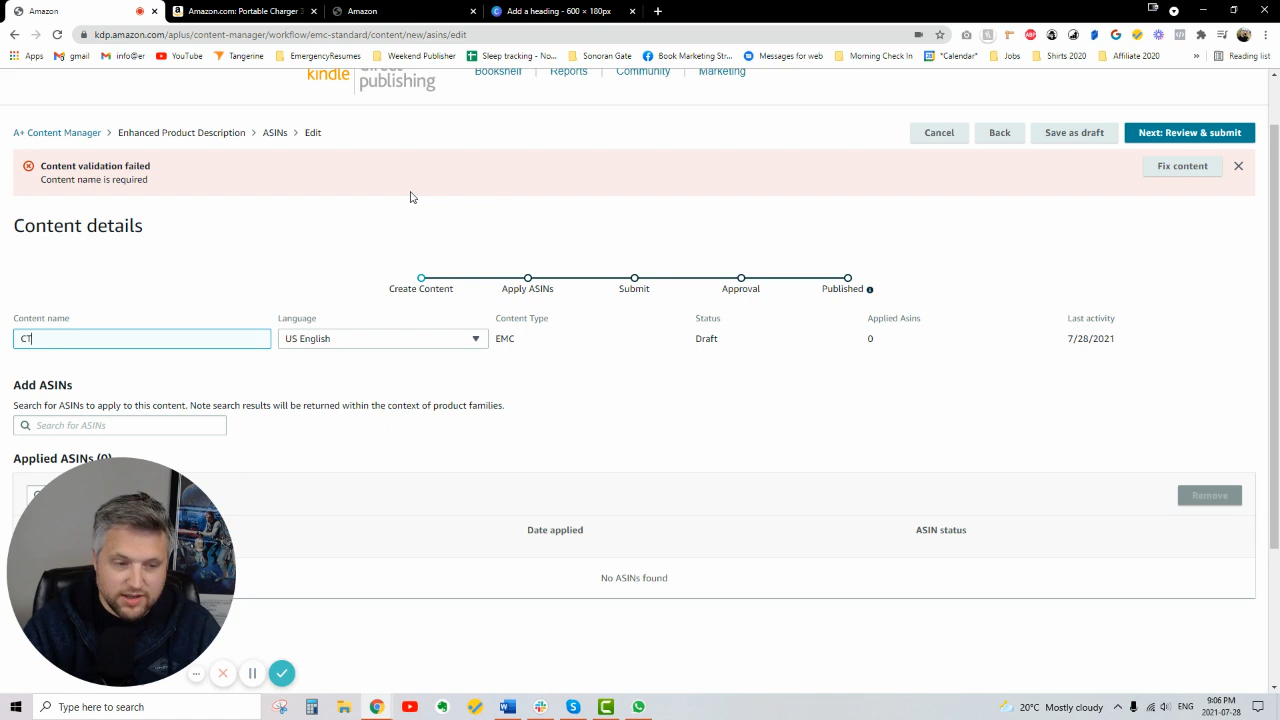 Amazon
Amazon.com: Portable Charger 3
Amazon
Add a heading - 600 × 180px
kdp.amazon.com/aplus/content-manager/workflow/emc-standard/content/new/asins/edit
Apps gmail info@er YouTube Tangerine EmergencyResumes Weekend Publisher Sleep tracking - No... Sonoran Gate Book Marketing Str... Messages for web Morning Check IN *Calendar* Jobs Shirts 2020 Affiliate 2020 » Reading list
kindle direct publishing
Bookshelf Reports Community Marketing
A+ Content Manager > Enhanced Product Description > ASINs > Edit
Cancel Back Save as draft Next: Review & submit
Content validation failed
Content name is required
Fix content
Content details
Create Content Apply ASINs Submit Approval Published
Content name Language Content Type Status Applied Asins Last activity
CT US English EMC Draft 0 7/28/2021
Add ASINs
Search for ASINs to apply to this content. Note search results will be returned within the context of product families.
Search for ASINs
Applied ASINs (0)
Remove
Date applied ASIN status
No ASINs found
Type here to search
20°C Mostly cloudy
ENG
9:06 PM
2021-07-28